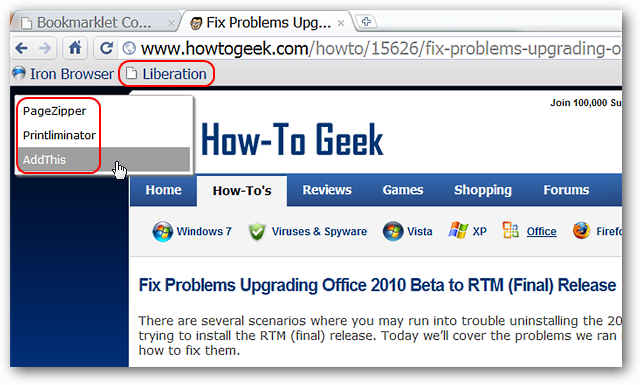 Bookmarklet Co...
Fix Problems Upg...
www.howtogeek.com/howto/15626/fix-problems-upgrading-o
Iron Browser
Liberation
PageZipper
Printliminator
AddThis
Join 100,000 Su
How-To Geek
Home
How-To's
Reviews
Games
Shopping
Forums
Windows 7
Viruses & Spyware
Vista
XP
Office
Firefo
Fix Problems Upgrading Office 2010 Beta to RTM (Final) Release
There are several scenarios where you may run into trouble uninstalling the 20
trying to install the RTM (final) release. Today we'll cover the problems we ran
how to fix them.